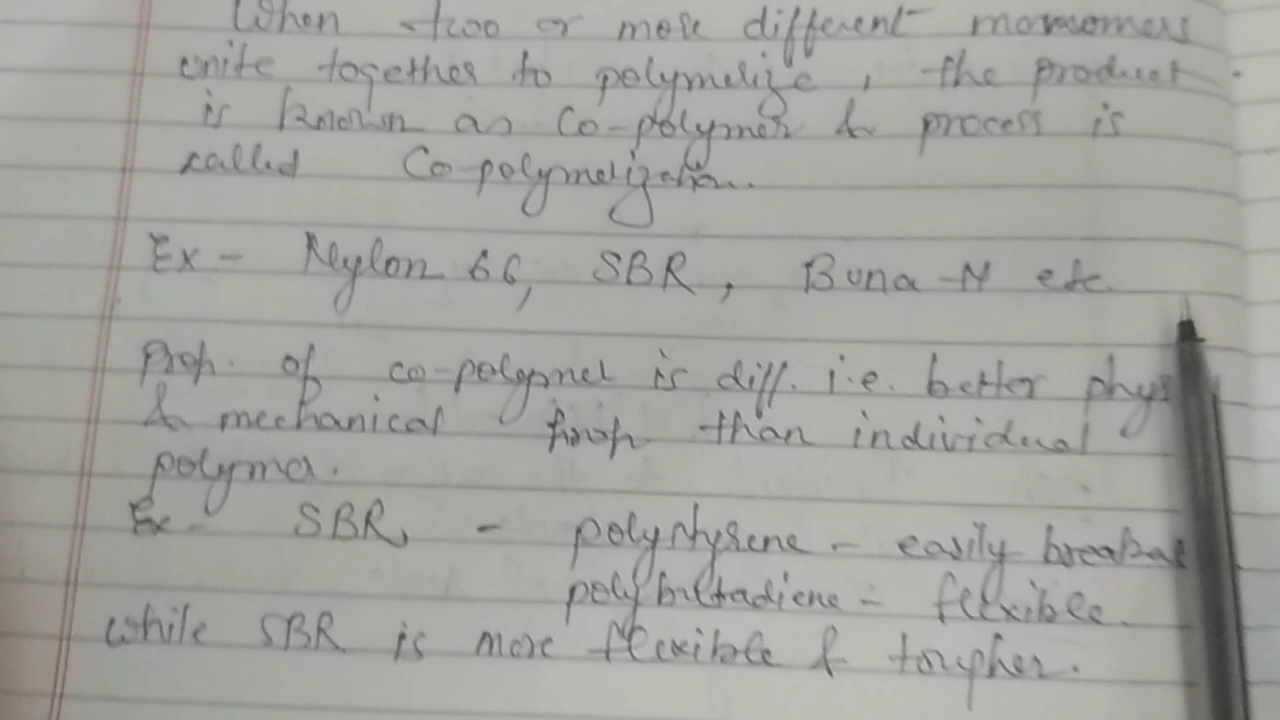 When two or more different monomers
unite together to polymerize, the product
is known as Co-polymer & process is
called Co-polymerization.
Ex - Nylon 66, SBR, Buna-N etc.
Prop. of co-polymer is diff. i.e. better phys
& mechanical prop than individual
polymer.
Ex - SBR, - polystyrene - easily breakab
polybutadiene - flexible.
while SBR is more flexible & tougher.